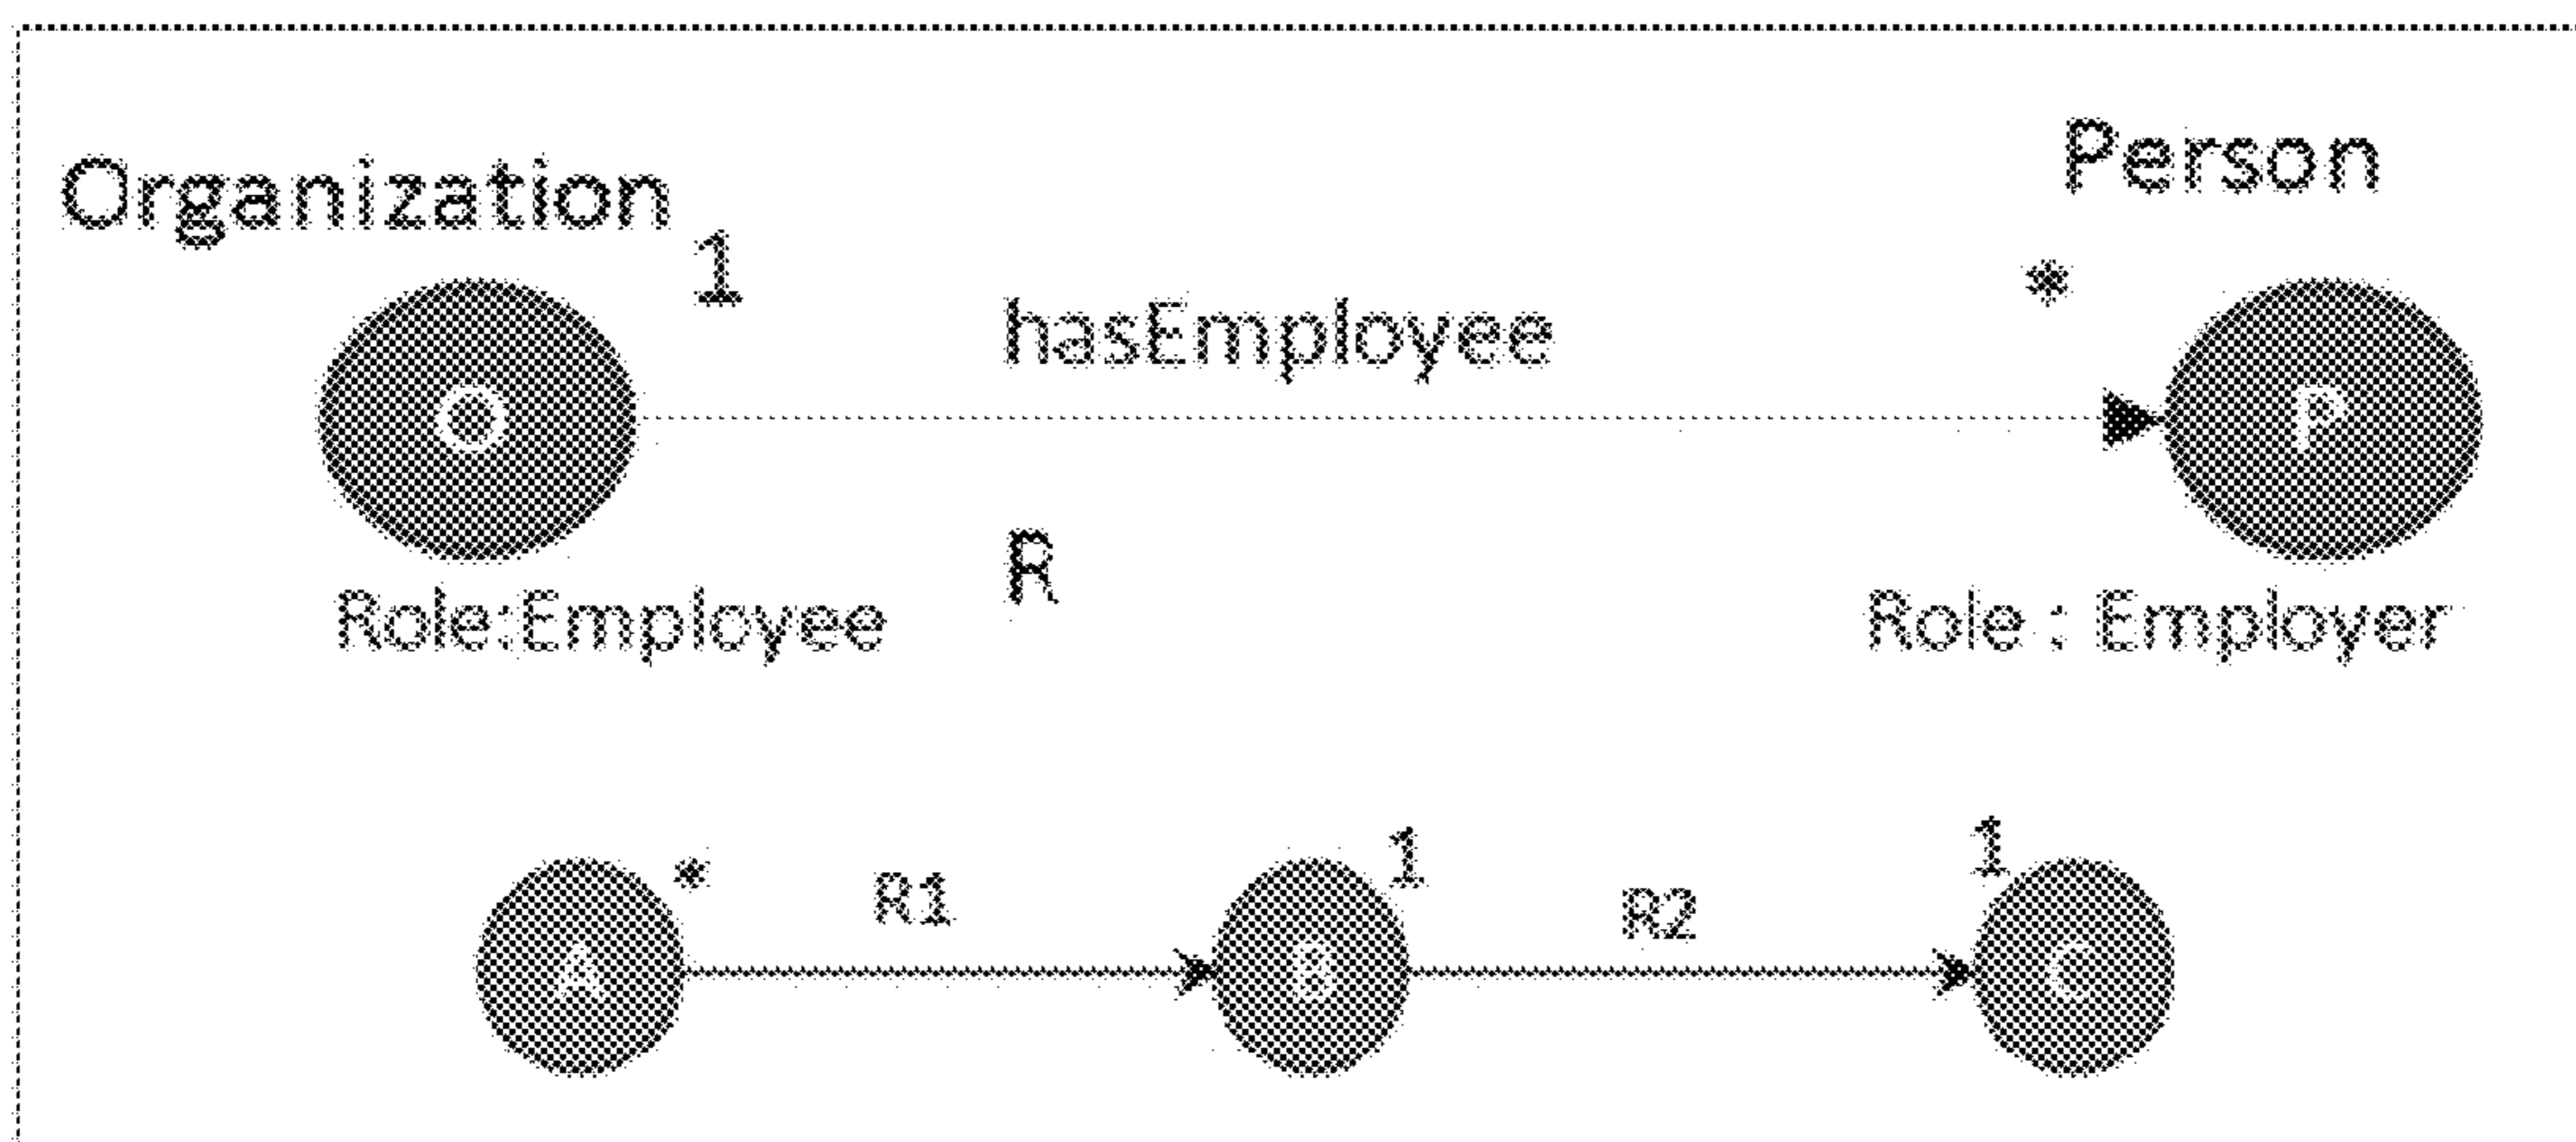 Organization
Person
1
*
hasEmployee
O
P
R
Role:Employee
Role : Employer
*
R1
1
R2
1
A
B
C